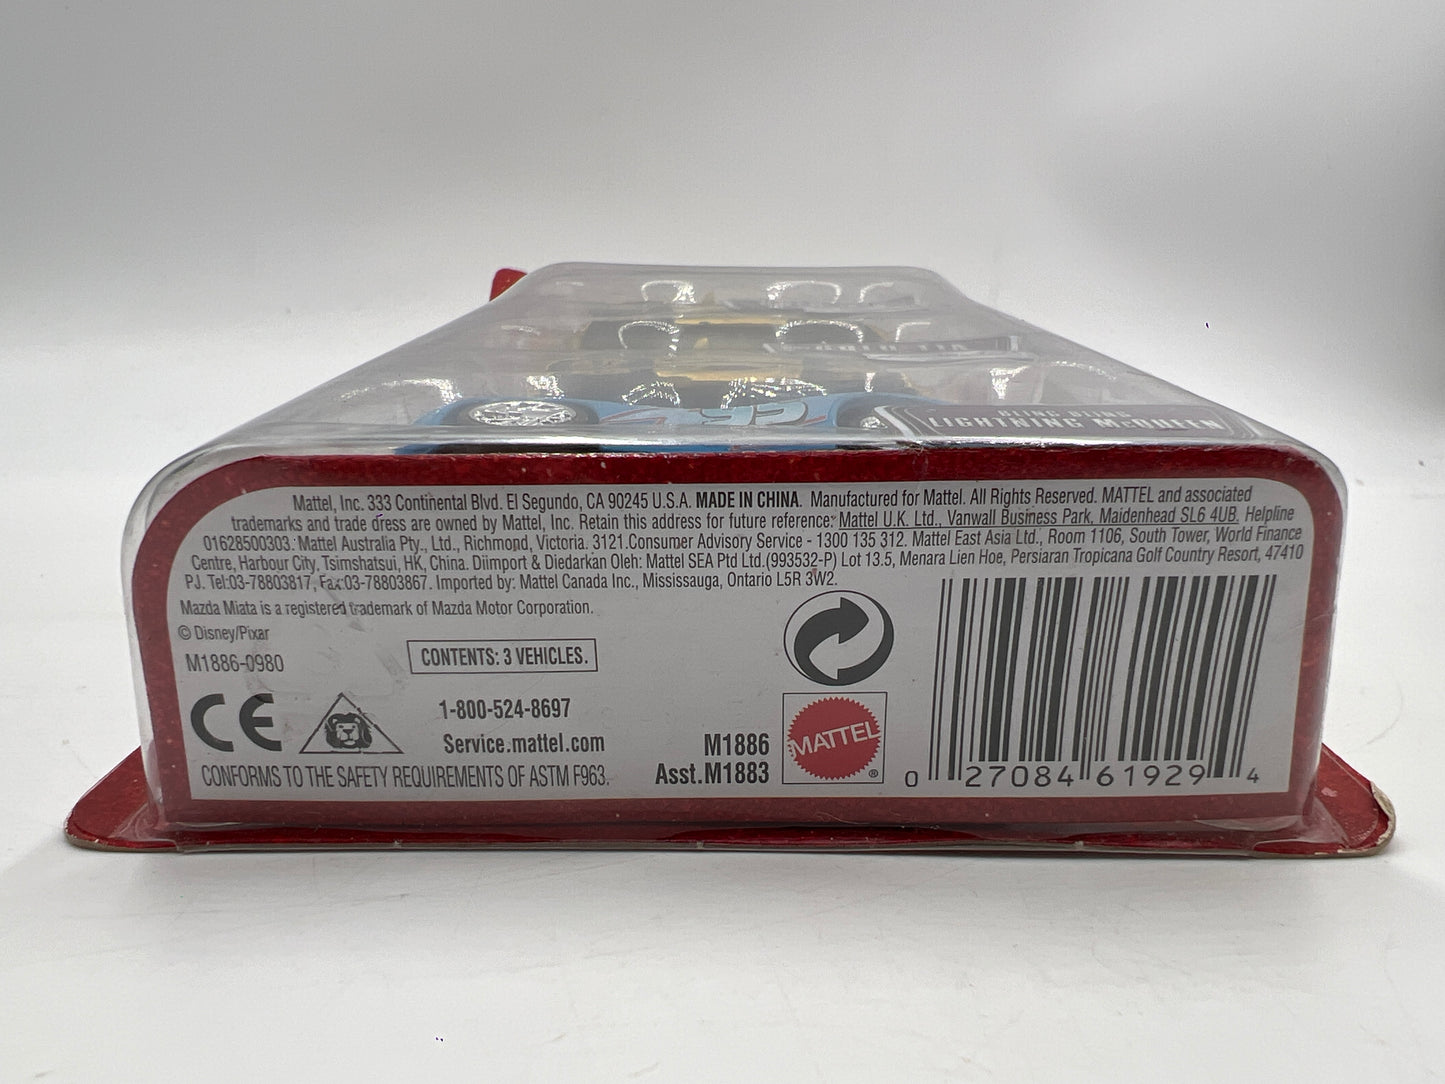 BLING BLING
LIGHTNING McQUEEN
Mattel, Inc. 333 Continental Blvd. El Segundo, CA 90245 U.S.A. MADE IN CHINA. Manufactured for Mattel. All Rights Reserved. MATTEL and associated
trademarks and trade dress are owned by Mattel, Inc. Retain this address for future reference: Mattel U.K. Ltd., Vanwall Business Park, Maidenhead SL6 4UB. Helpline
01628500303. Mattel Australia Pty., Ltd., Richmond, Victoria. 3121.Consumer Advisory Service - 1300 135 312. Mattel East Asia Ltd., Room 1106, South Tower, World Finance
Centre, Harbour City, Tsimshatsui, HK, China. Diimport & Diedarkan Oleh: Mattel SEA Ptd Ltd.(993532-P) Lot 13.5, Menara Lien Hoe, Persiaran Tropicana Golf Country Resort, 47410
PJ. Tel:03-78803817, Fax:03-78803867. Imported by: Mattel Canada Inc., Mississauga, Ontario L5R 3W2.
Mazda Miata is a registered trademark of Mazda Motor Corporation.
© Disney/Pixar
M1886-0980
CONTENTS: 3 VEHICLES.
CE
1-800-524-8697
Service.mattel.com
CONFORMS TO THE SAFETY REQUIREMENTS OF ASTM F963.
M1886
Asst.M1883
MATTEL®
0 27084 61929 4